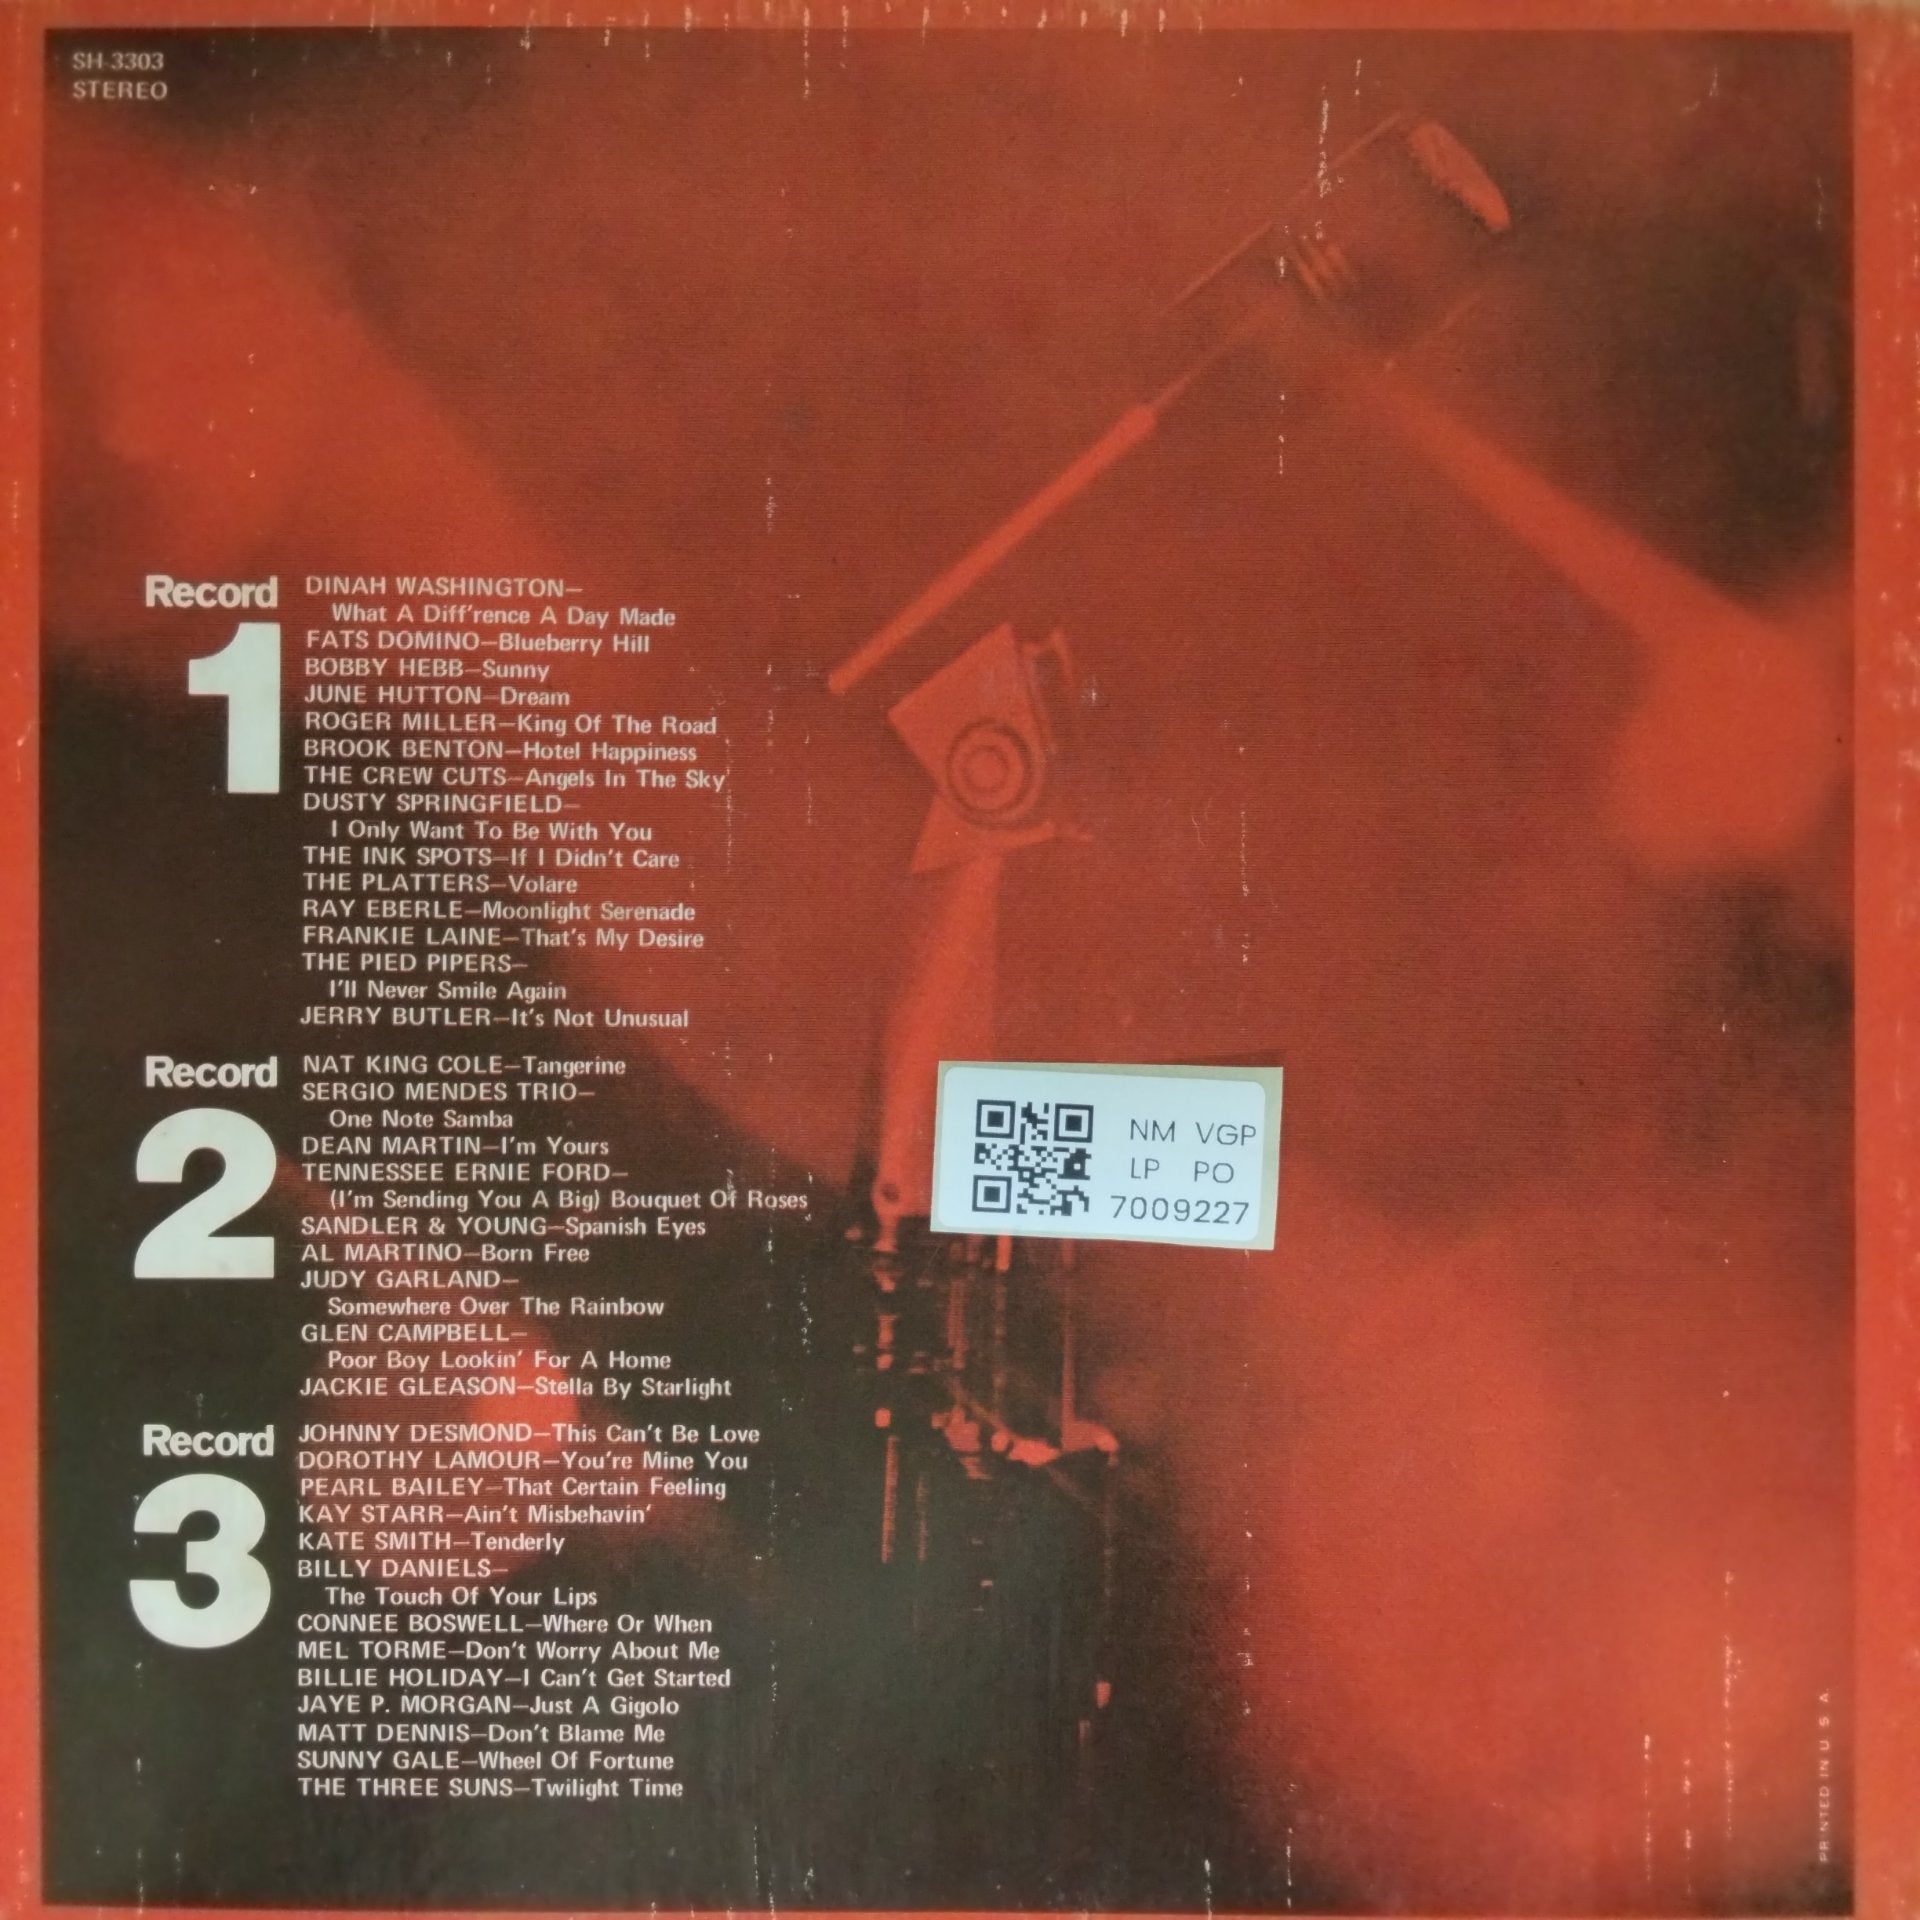 SH-3303
STEREO
Record
1
DINAH WASHINGTON—
What A Diff'rence A Day Made
FATS DOMINO—Blueberry Hill
BOBBY HEBB—Sunny
JUNE HUTTON—Dream
ROGER MILLER—King Of The Road
BROOK BENTON—Hotel Happiness
THE CREW CUTS—Angels In The Sky
DUSTY SPRINGFIELD—
I Only Want To Be With You
THE INK SPOTS—If I Didn't Care
THE PLATTERS—Volare
RAY EBERLE—Moonlight Serenade
FRANKIE LAINE—That's My Desire
THE PIED PIPERS—
I'll Never Smile Again
JERRY BUTLER—It's Not Unusual
Record
2
NAT KING COLE—Tangerine
SERGIO MENDES TRIO—
One Note Samba
DEAN MARTIN—I'm Yours
TENNESSEE ERNIE FORD—
(I'm Sending You A Big) Bouquet Of Roses
SANDLER & YOUNG—Spanish Eyes
AL MARTINO—Born Free
JUDY GARLAND—
Somewhere Over The Rainbow
GLEN CAMPBELL—
Poor Boy Lookin' For A Home
JACKIE GLEASON—Stella By Starlight
Record
3
JOHNNY DESMOND—This Can't Be Love
DOROTHY LAMOUR—You're Mine You
PEARL BAILEY—That Certain Feeling
KAY STARR—Ain't Misbehavin'
KATE SMITH—Tenderly
BILLY DANIELS—
The Touch Of Your Lips
CONNEE BOSWELL—Where Or When
MEL TORME—Don't Worry About Me
BILLIE HOLIDAY—I Can't Get Started
JAYE P. MORGAN—Just A Gigolo
MATT DENNIS—Don't Blame Me
SUNNY GALE—Wheel Of Fortune
THE THREE SUNS—Twilight Time
NM VGP
LP PO
7009227
PRINTED IN U.S.A.